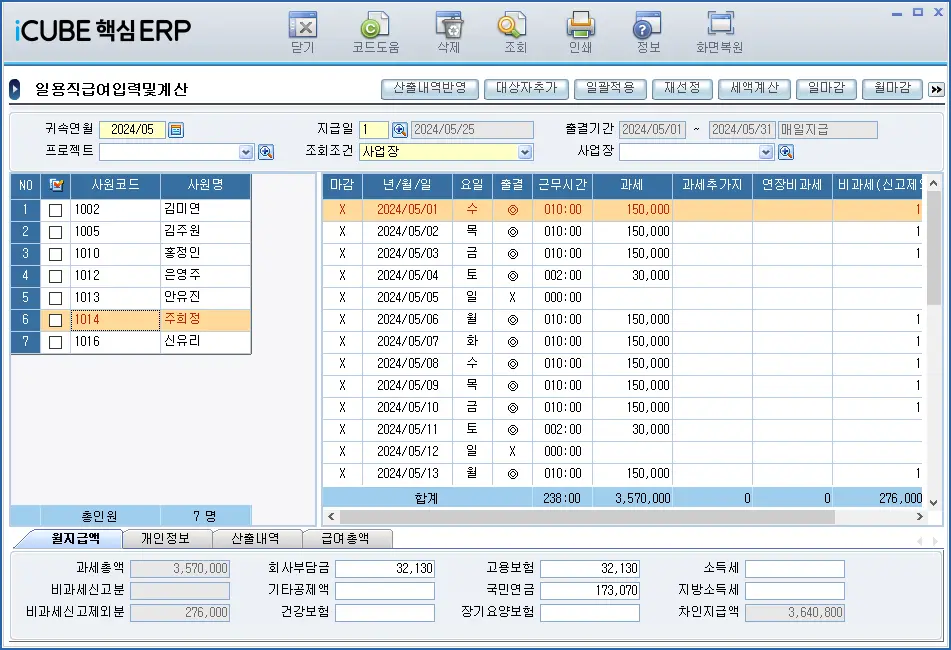 iCUBE 핵심ERP
닫기 코드도움 삭제 조회 인쇄 정보 화면복원
일용직급여입력및계산
산출내역반영 대상자추가 일괄적용 재선정 세액계산 일마감 월마감
귀속연월 2024/05 지급일 1 2024/05/25 출결기간 2024/05/01 ~ 2024/05/31 매일지급
프로젝트 조회조건 사업장 사업장
NO 사원코드 사원명
1 1002 김미연
2 1005 김주원
3 1010 홍정인
4 1012 은영주
5 1013 안유진
6 1014 주희정
7 1016 신유리
총인원 7 명
마감 년/월/일 요일 출결 근무시간 과세 과세추가지 연장비과세 비과세(신고제외
X 2024/05/01 수 ◎ 010:00 150,000 1
X 2024/05/02 목 ◎ 010:00 150,000 1
X 2024/05/03 금 ◎ 010:00 150,000 1
X 2024/05/04 토 ◎ 002:00 30,000
X 2024/05/05 일 X 000:00
X 2024/05/06 월 ◎ 010:00 150,000 1
X 2024/05/07 화 ◎ 010:00 150,000 1
X 2024/05/08 수 ◎ 010:00 150,000 1
X 2024/05/09 목 ◎ 010:00 150,000 1
X 2024/05/10 금 ◎ 010:00 150,000 1
X 2024/05/11 토 ◎ 002:00 30,000
X 2024/05/12 일 X 000:00
X 2024/05/13 월 ◎ 010:00 150,000 1
합계 238:00 3,570,000 0 0 276,000
월지급액 개인정보 산출내역 급여총액
과세총액 3,570,000 회사부담금 32,130 고용보험 32,130 소득세
비과세신고분 기타공제액 국민연금 173,070 지방소득세
비과세신고제외분 276,000 건강보험 장기요양보험 차인지급액 3,640,800